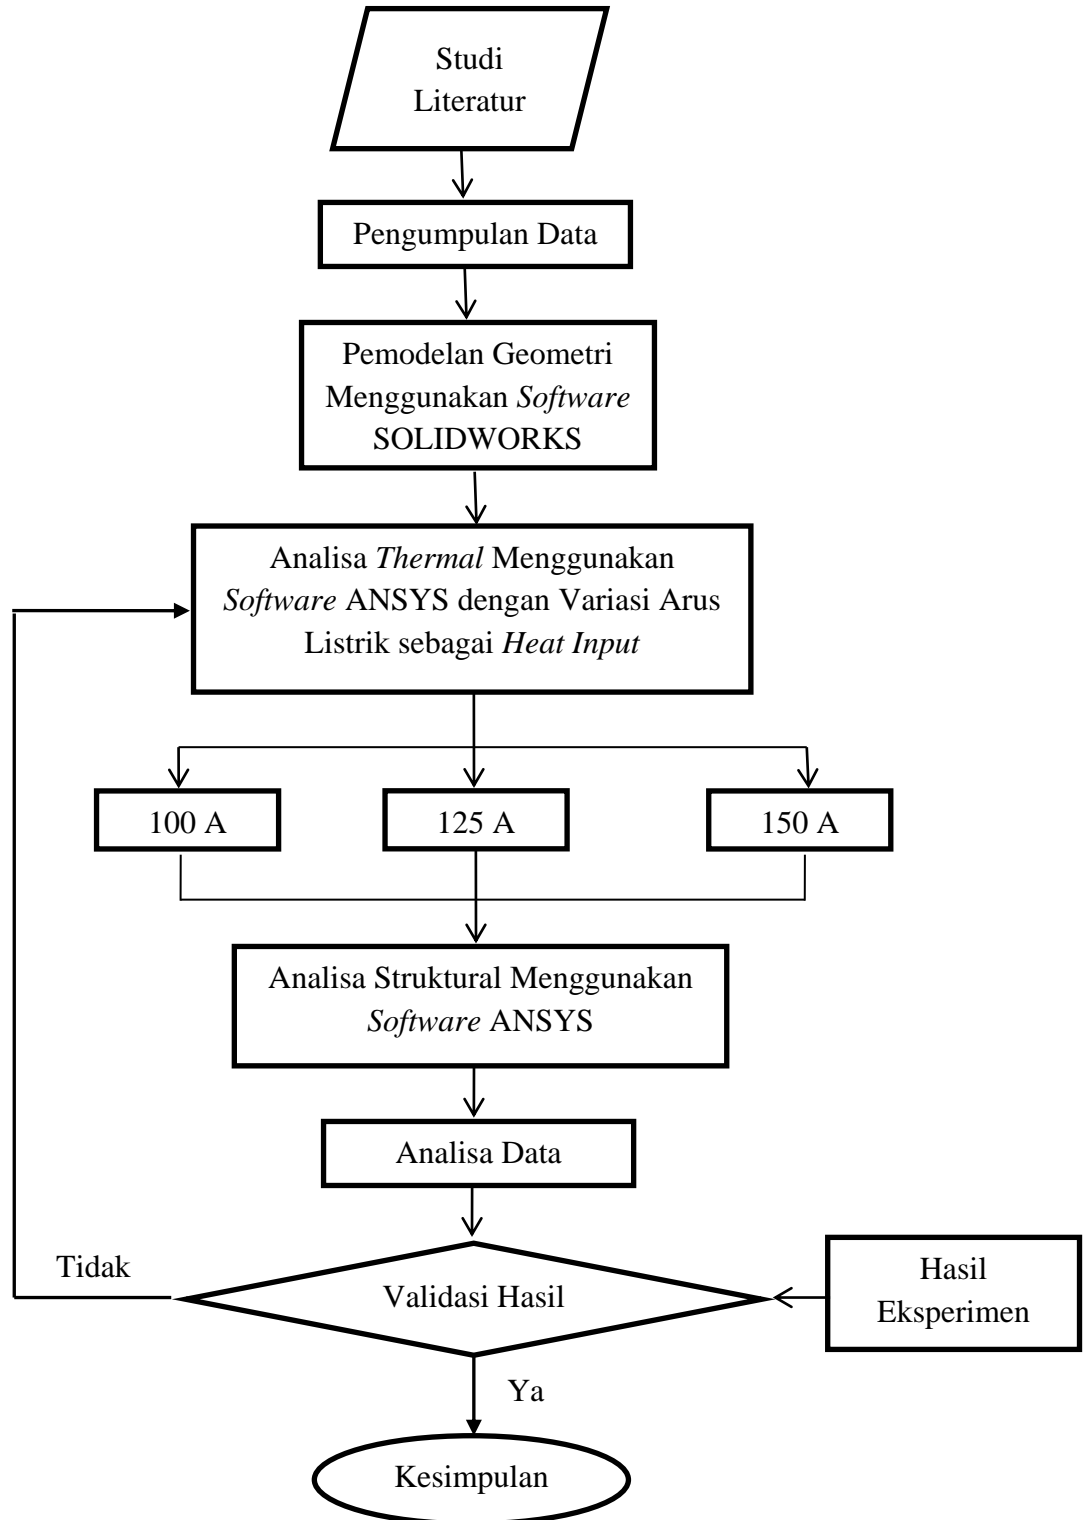 Studi
Literatur
Pengumpulan Data
Pemodelan Geometri
Menggunakan Software
SOLIDWORKS
Analisa Thermal Menggunakan
Software ANSYS dengan Variasi Arus
Listrik sebagai Heat Input
100 A
125 A
150 A
Analisa Struktural Menggunakan
Software ANSYS
Analisa Data
Tidak
Validasi Hasil
Hasil
Eksperimen
Ya
Kesimpulan